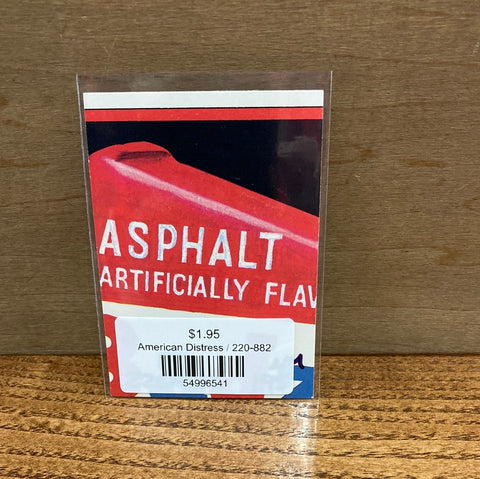 ASPHALT
ARTIFICIALLY FLAV
$1.95
American Distress / 220-882
54996541